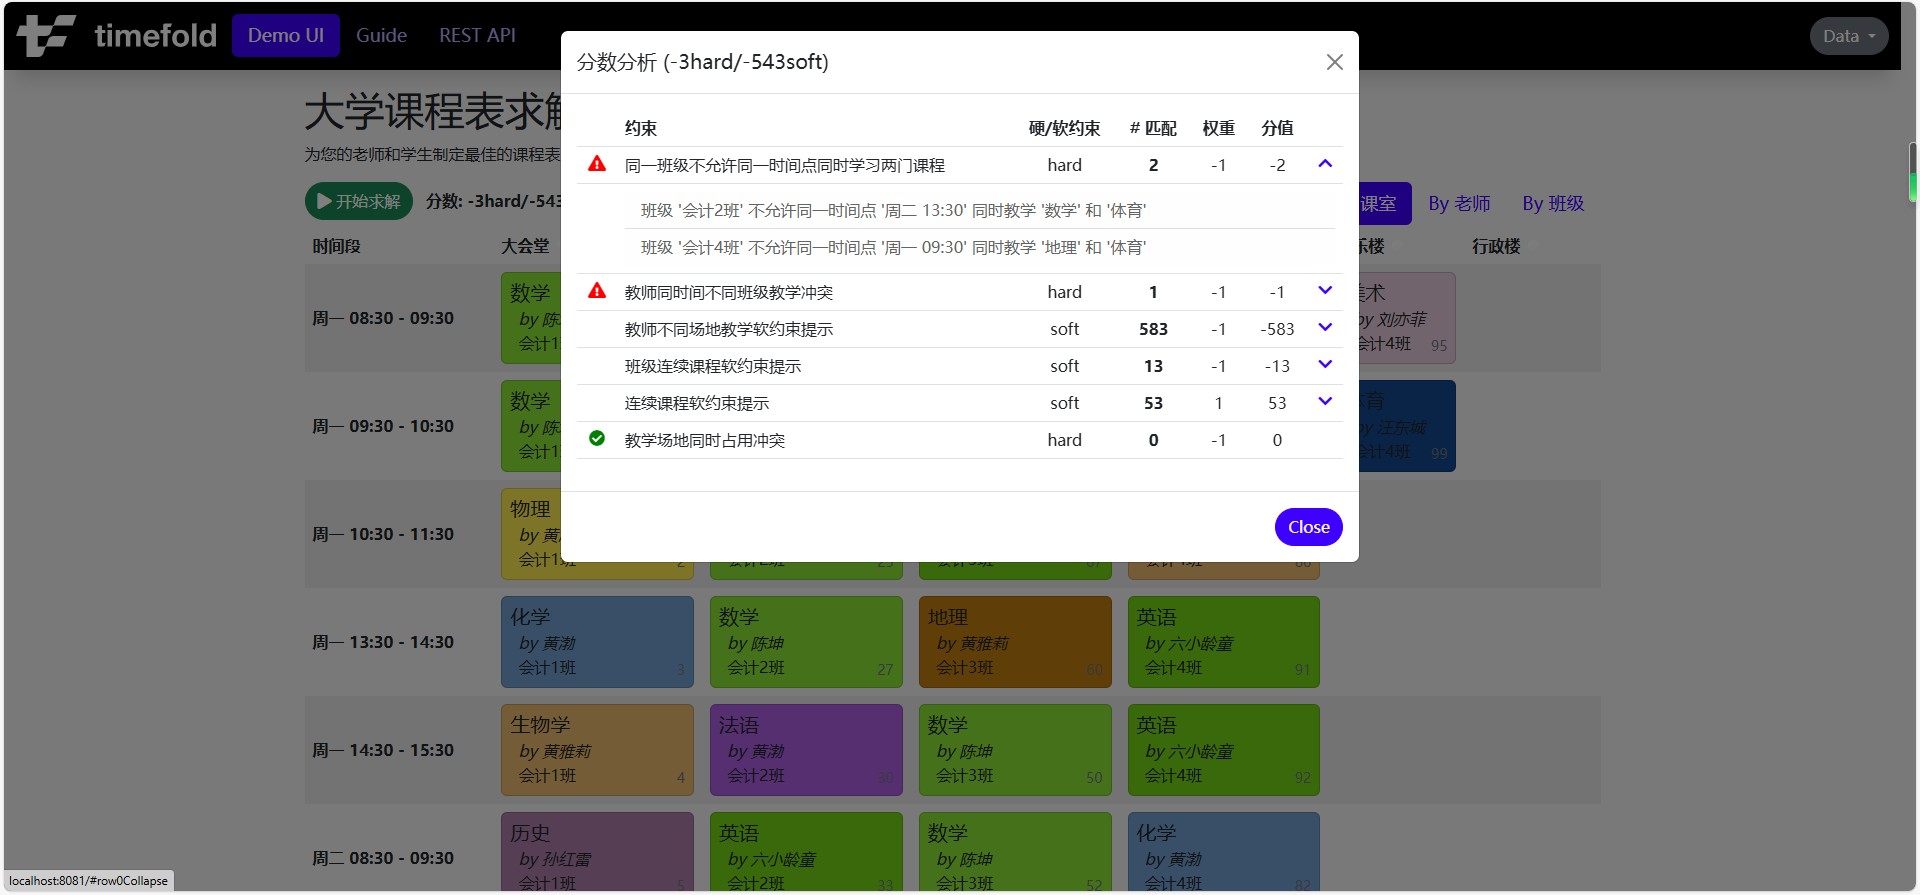 timefold
Demo UI
Guide
REST API
Data
分数分析 (-3hard/-543soft)
约束 硬/软约束 # 匹配 权重 分值
同一班级不允许同一时间点同时学习两门课程 hard 2 -1 -2
班级 '会计2班' 不允许同一时间点 '周二 13:30' 同时教学 '数学' 和 '体育'
班级 '会计4班' 不允许同一时间点 '周一 09:30' 同时教学 '地理' 和 '体育'
教师同时间不同班级教学冲突 hard 1 -1 -1
教师不同场地教学软约束提示 soft 583 -1 -583
班级连续课程软约束提示 soft 13 -1 -13
连续课程软约束提示 soft 53 1 53
教学场地同时占用冲突 hard 0 -1 0
Close
大学课程表求解
为您的老师和学生制定最佳的课程表
开始求解
分数: -3hard/-543
课室
By 老师
By 班级
时间段 大会堂 乐楼 行政楼
周一 08:30 - 09:30
数学
by 陈
会计1
美术
by 刘亦菲
会计4班 95
周一 09:30 - 10:30
数学
by 陈
会计1
体育
by 汪东城
会计4班 99
周一 10:30 - 11:30
物理
by 黄
会计1班 2
周一 13:30 - 14:30
化学
by 黄渤
会计1班 3
数学
by 陈坤
会计2班 27
地理
by 黄雅莉
会计3班 60
英语
by 六小龄童
会计4班 91
周一 14:30 - 15:30
生物学
by 黄雅莉
会计1班 4
法语
by 黄渤
会计2班 30
数学
by 陈坤
会计3班 50
英语
by 六小龄童
会计4班 92
周二 08:30 - 09:30
历史
by 孙红雷
会计1班 5
英语
by 六小龄童
会计2班 33
数学
by 陈坤
会计3班 52
化学
by 黄渤
会计4班 82
localhost:8081/#row0Collapse